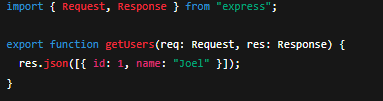 import { Request, Response } from "express";
export function getUsers(req: Request, res: Response) {
  res.json([{ id: 1, name: "Joel" }]);
}